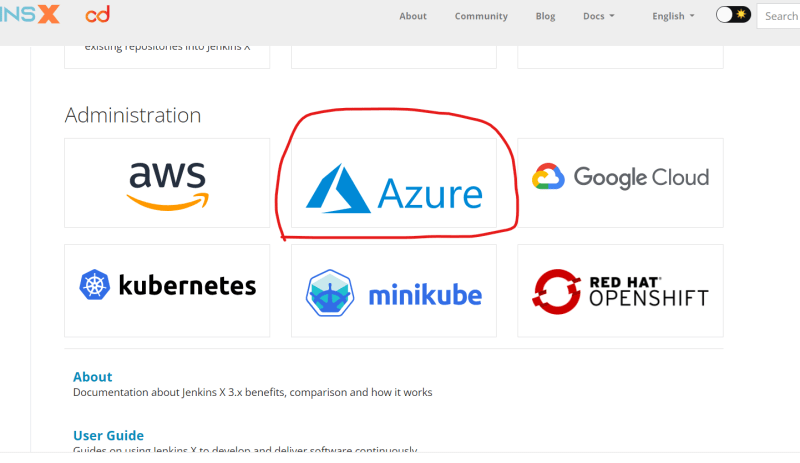 INSX cd About Community Blog Docs English Search
existing repositories into Jenkins X
Administration
aws Azure Google Cloud
kubernetes minikube RED HAT® OPENSHIFT
About
Documentation about Jenkins X 3.x benefits, comparison and how it works
User Guide
Guides on using Jenkins X to develop and deliver software continuously